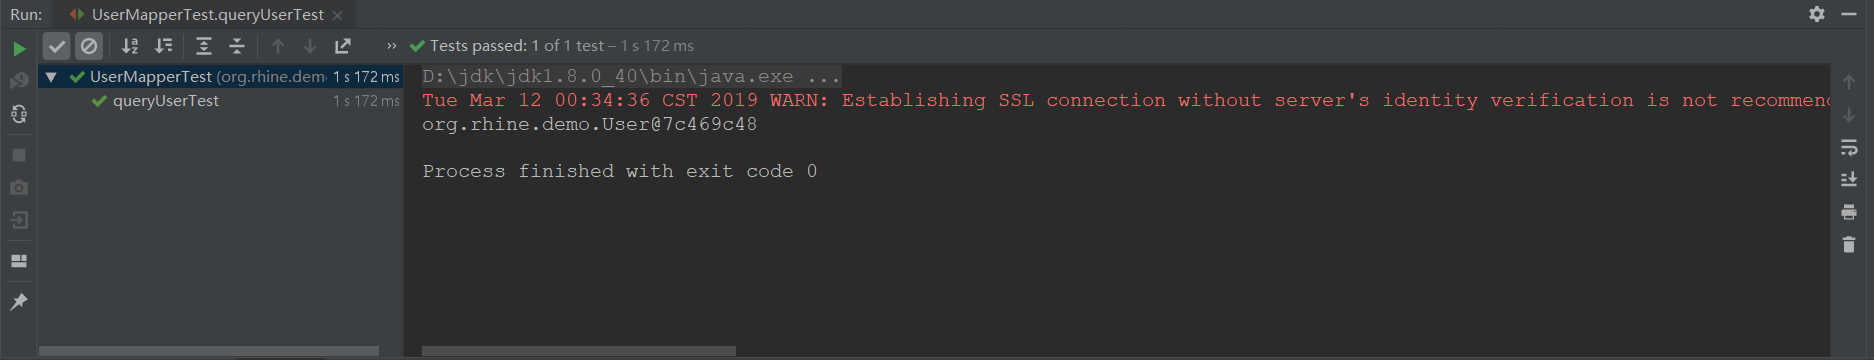 Run: UserMapperTest.queryUserTest
Tests passed: 1 of 1 test – 1 s 172 ms
UserMapperTest (org.rhine.dem 1 s 172 ms
queryUserTest 1 s 172 ms
D:\jdk\jdk1.8.0_40\bin\java.exe ...
Tue Mar 12 00:34:36 CST 2019 WARN: Establishing SSL connection without server's identity verification is not recommend
org.rhine.demo.User@7c469c48
Process finished with exit code 0